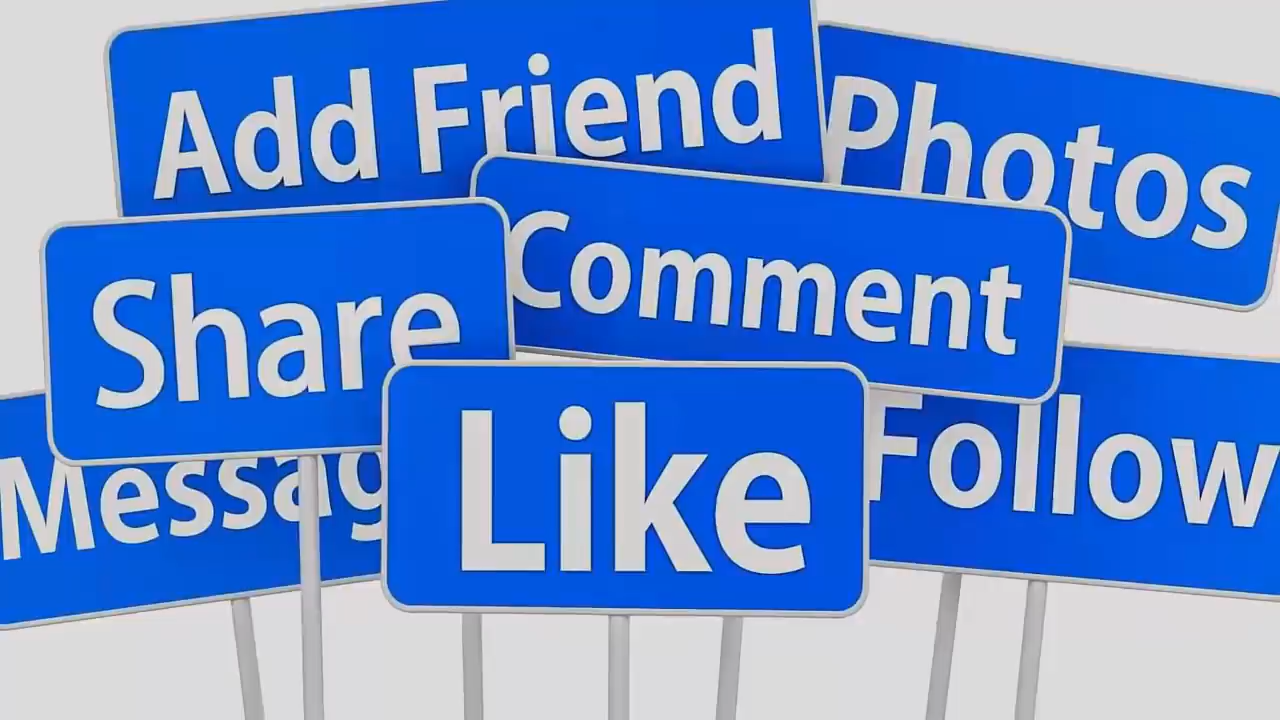 Add Friend
Photos
Comment
Share
Like
Follow
Messag